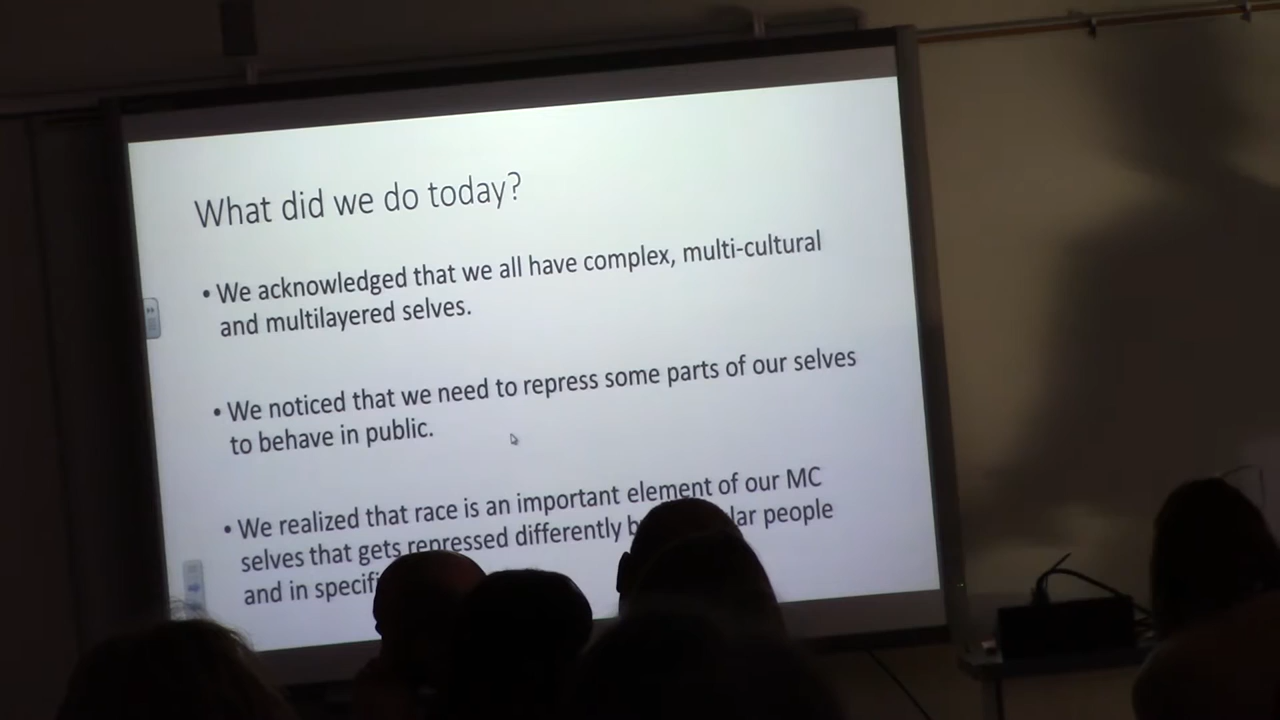 What did we do today?
• We acknowledged that we all have complex, multi-cultural
and multilayered selves.
• We noticed that we need to repress some parts of our selves
to behave in public.
• We realized that race is an important element of our MC
selves that gets repressed differently people
and in